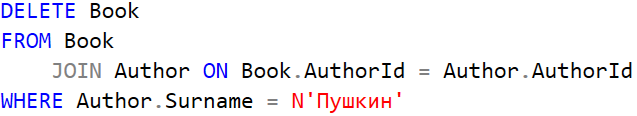 DELETE Book
FROM Book
    JOIN Author ON Book.AuthorId = Author.AuthorId
WHERE Author.Surname = N'Пушкин'